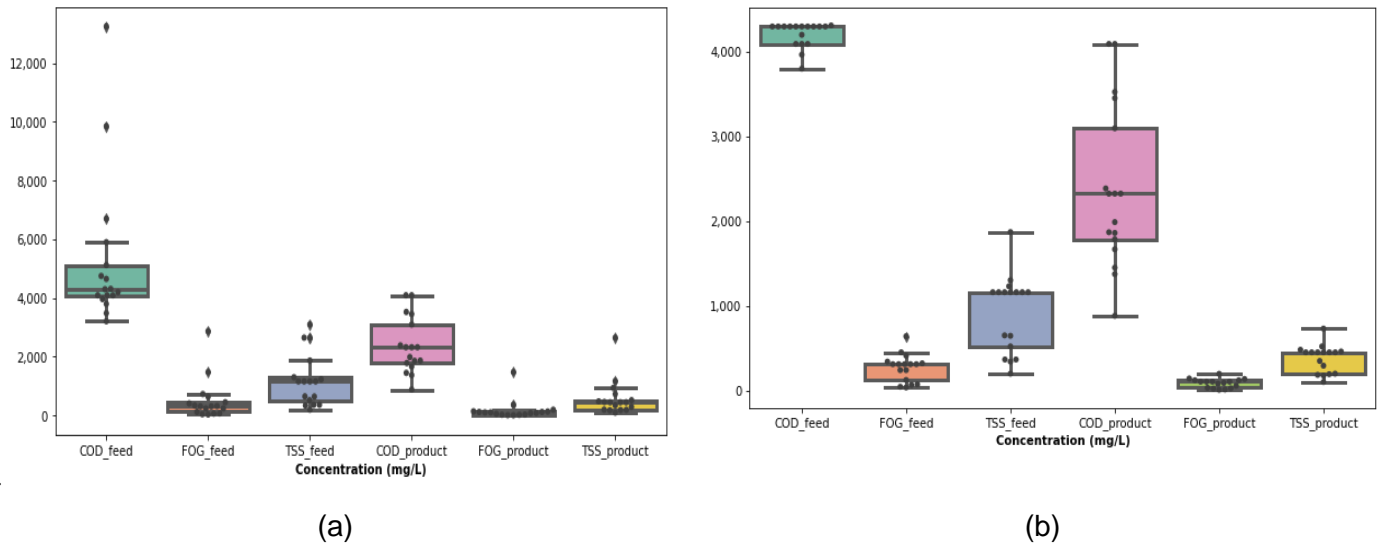 12,000
10,000
8,000
6,000
4,000
2,000
0
COD_feed FOG_feed TSS_feed COD_product FOG_product TSS_product
Concentration (mg/L)
(a)
4,000
3,000
2,000
1,000
0
COD_feed FOG_feed TSS_feed COD_product FOG_product TSS_product
Concentration (mg/L)
(b)